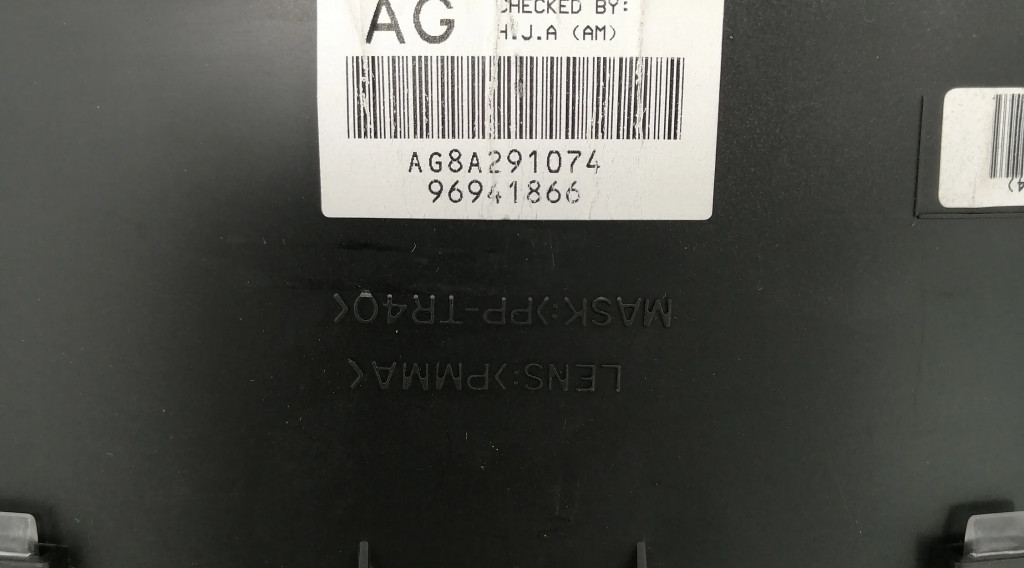 AG
CHECKED BY:
H.J.A (AM)
AG8A291074
96941866
MASK:>PP-TR40<
LENS:>PMMA<